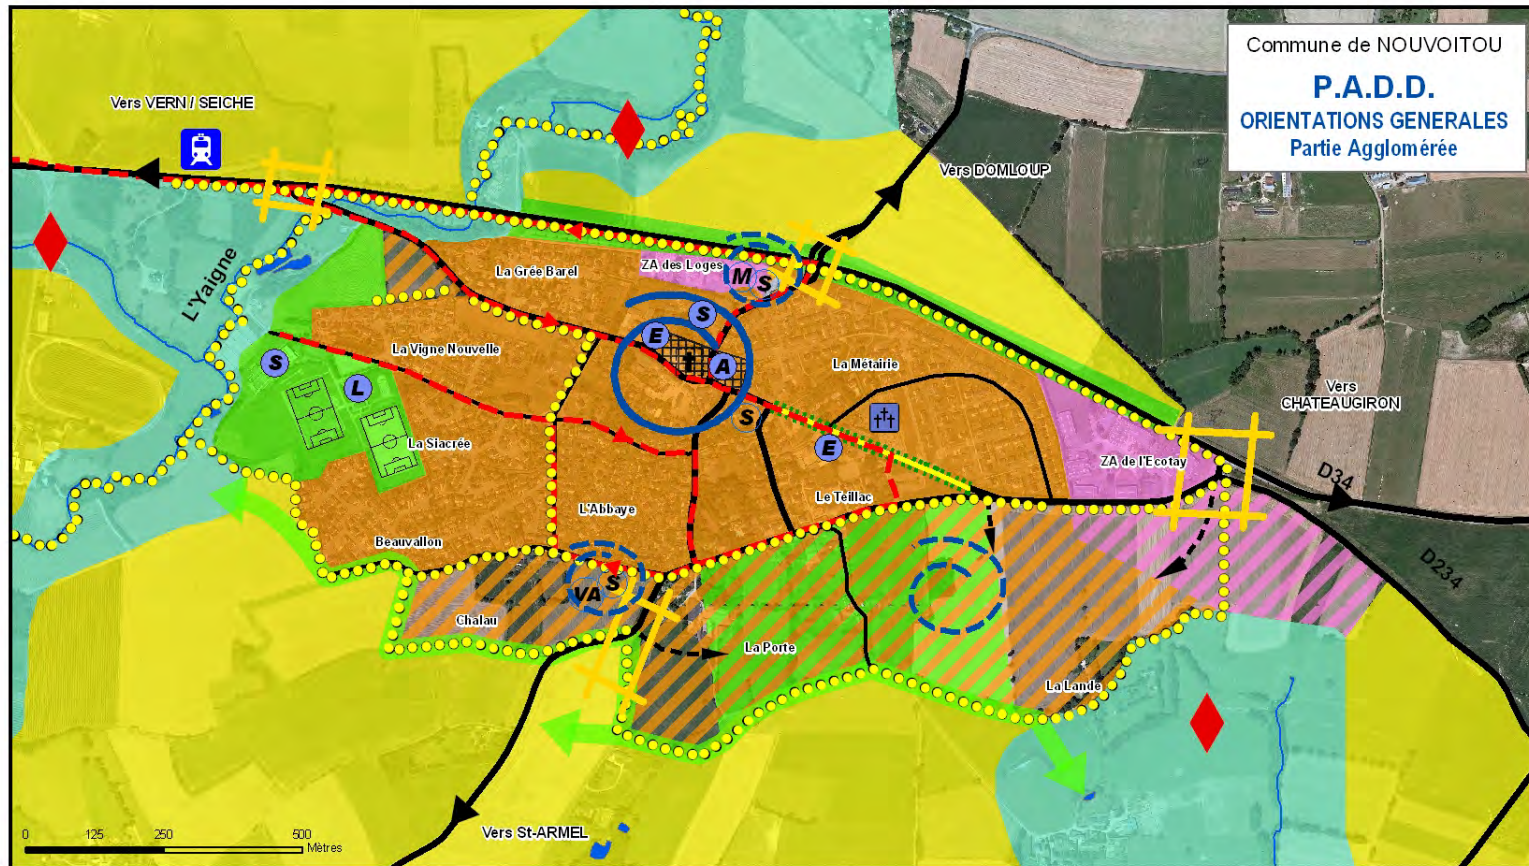 Commune de NOUVOITOU
P.A.D.D.
ORIENTATIONS GENERALES
Partie Agglomérée
Vers VERN / SEICHE
Vers DOMLOUP
L'Yaigne
La Grée Barel
ZA des Loges
M
S
S
E
A
La Vigne Nouvelle
La Métairie
Vers
CHATEAUGIRON
S
L
S
E
La Siacrée
ZA de l'Ecotay
D34
Le Téillac
L'Abbaye
Beauvallon
D234
S
VA
Chalau
La Porte
La Lande
Vers St-ARMEL
0 125 250 500
Mètres